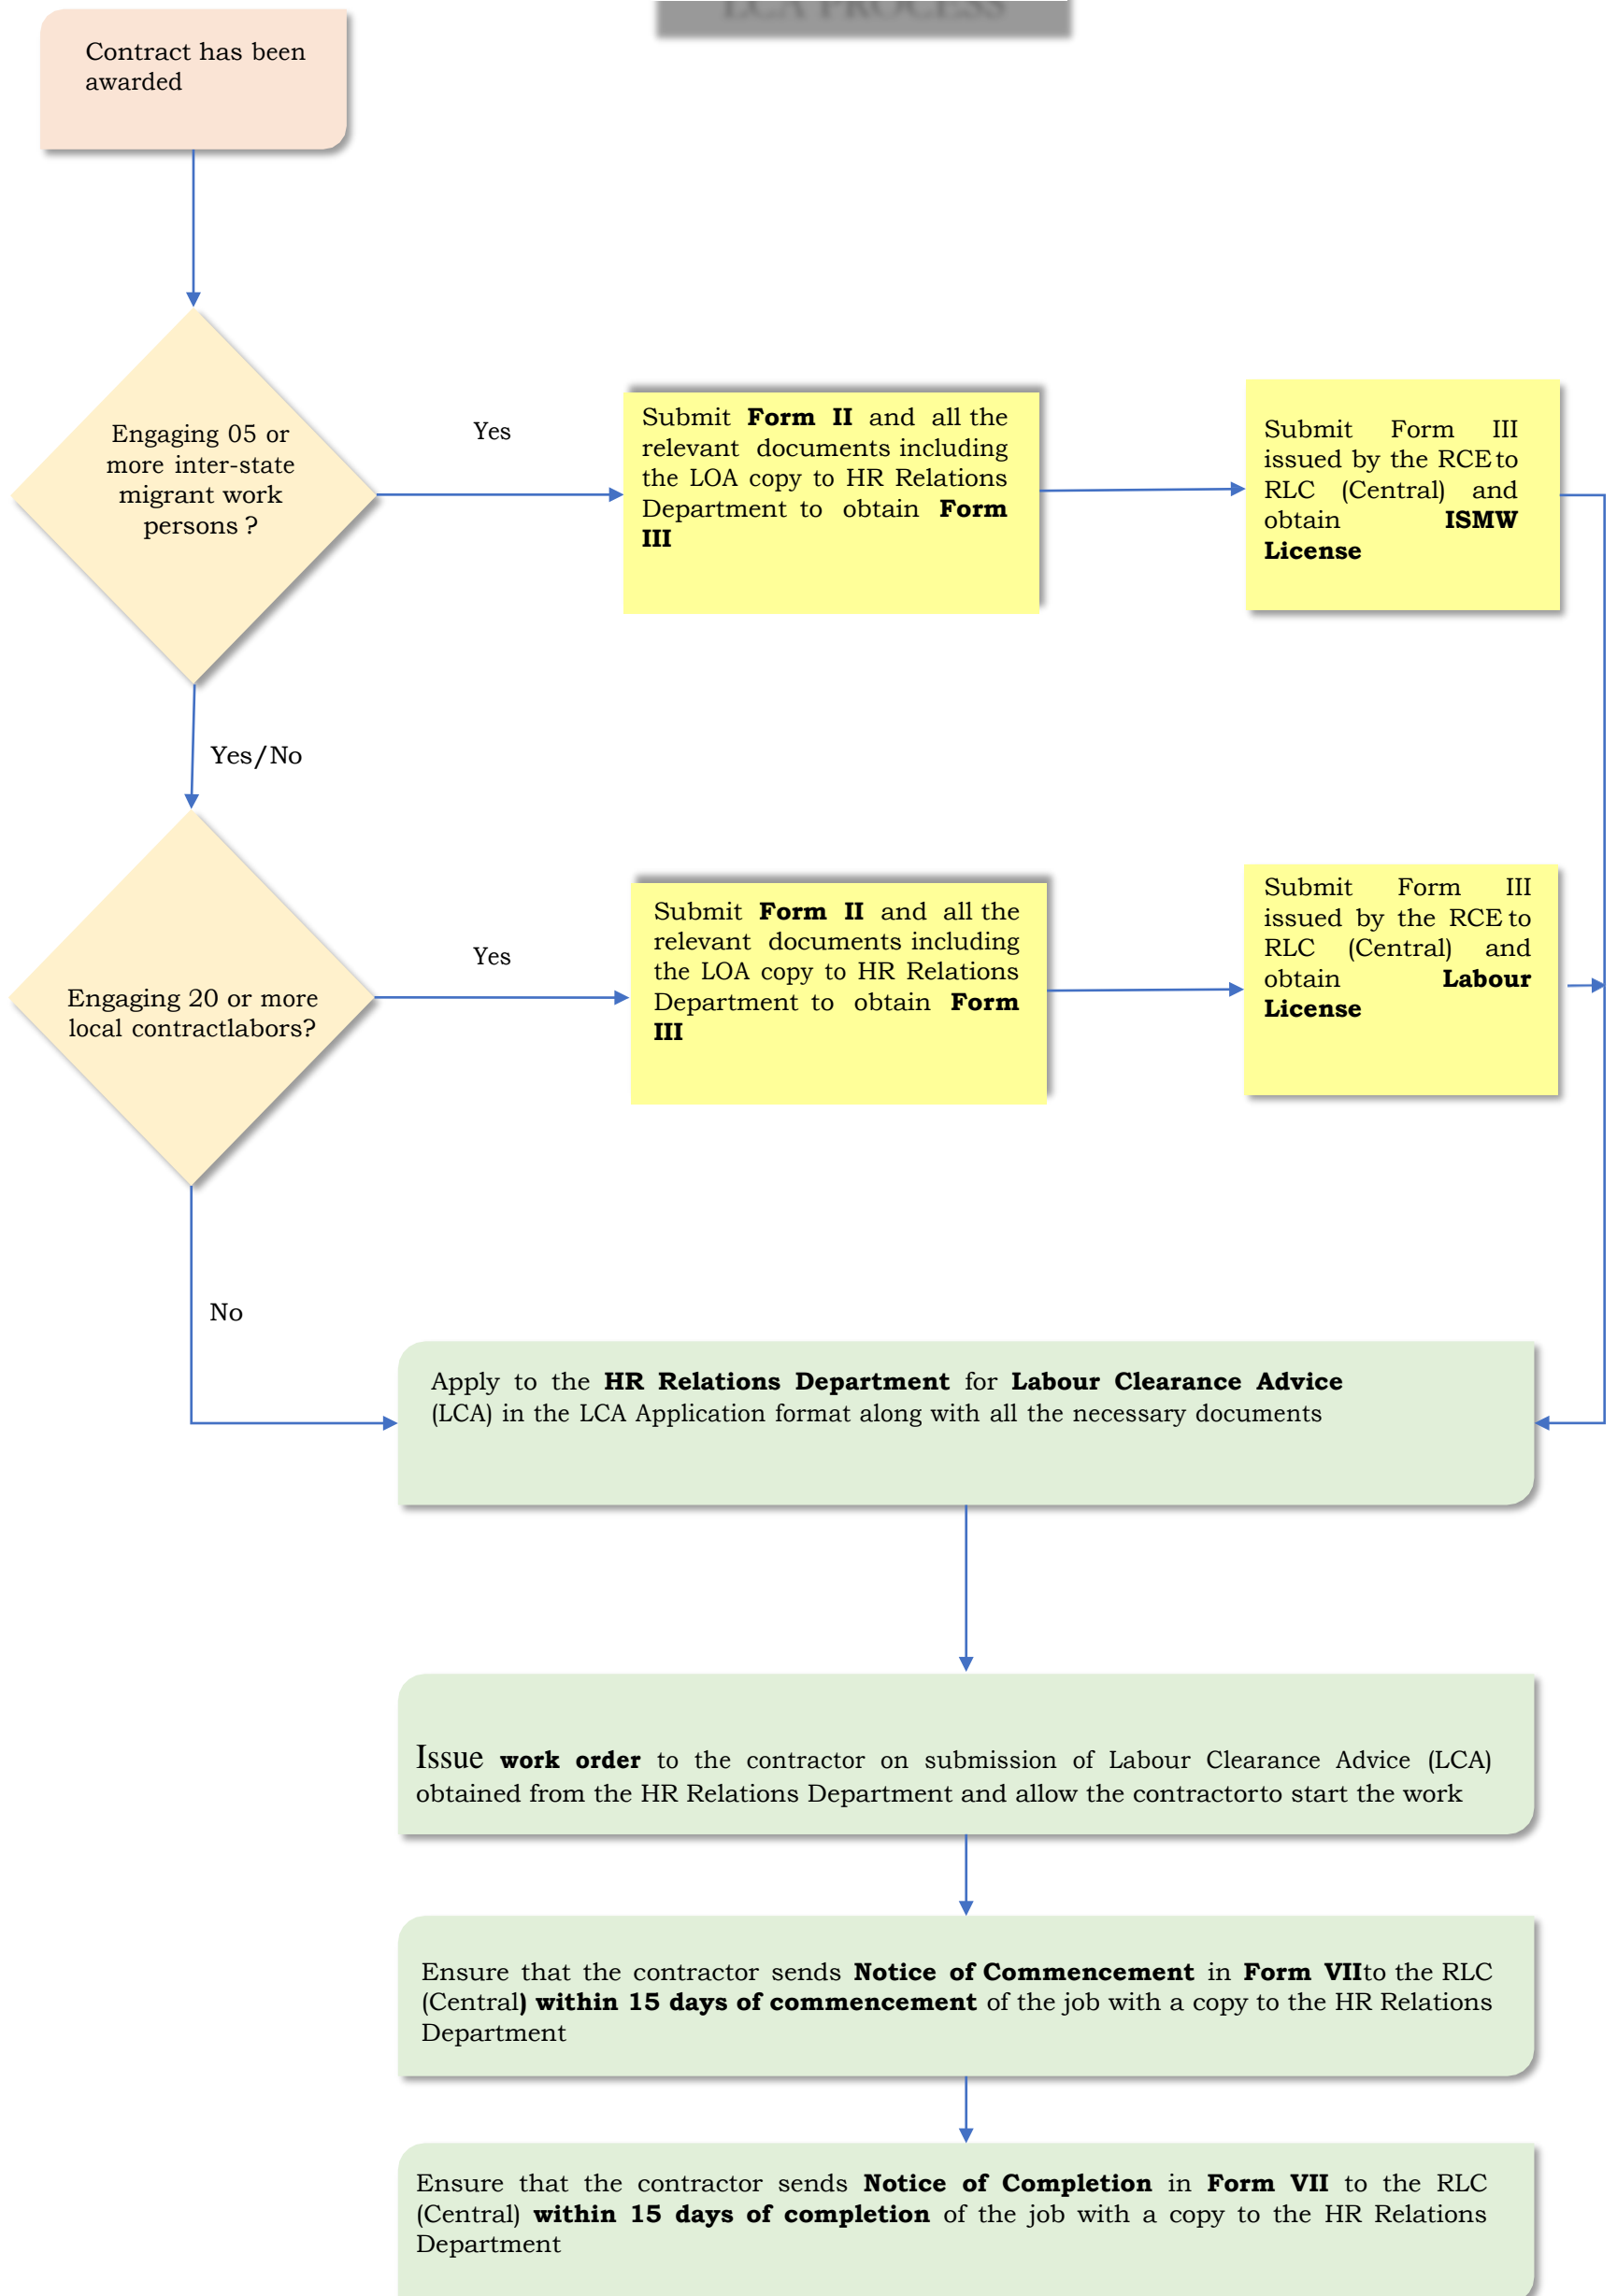 LCA PROCESS
Contract has been
awarded
Engaging 05 or
more inter-state
migrant work
persons ?
Yes
Submit Form II and all the
relevant documents including
the LOA copy to HR Relations
Department to obtain Form
III
Submit Form III
issued by the RCE to
RLC (Central) and
obtain ISMW
License
Yes/No
Engaging 20 or more
local contractlabors?
Yes
Submit Form II and all the
relevant documents including
the LOA copy to HR Relations
Department to obtain Form
III
Submit Form III
issued by the RCE to
RLC (Central) and
obtain Labour
License
No
Apply to the HR Relations Department for Labour Clearance Advice
(LCA) in the LCA Application format along with all the necessary documents
Issue work order to the contractor on submission of Labour Clearance Advice (LCA)
obtained from the HR Relations Department and allow the contractorto start the work
Ensure that the contractor sends Notice of Commencement in Form VIIto the RLC
(Central) within 15 days of commencement of the job with a copy to the HR Relations
Department
Ensure that the contractor sends Notice of Completion in Form VII to the RLC
(Central) within 15 days of completion of the job with a copy to the HR Relations
Department